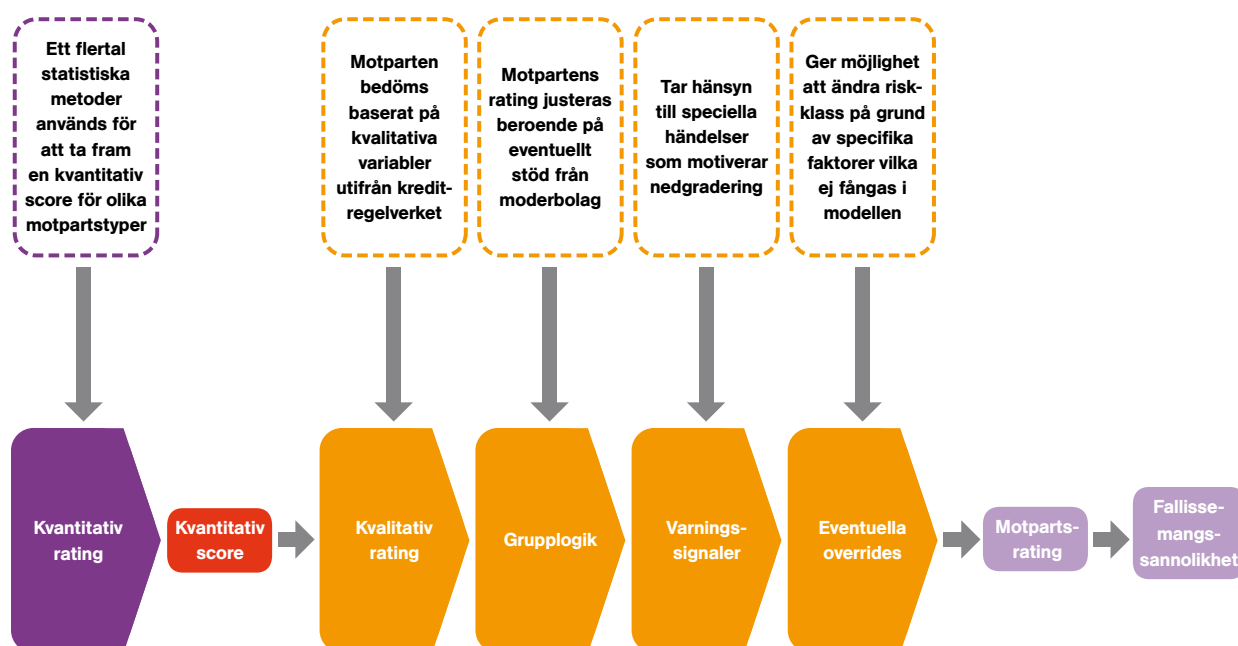 Ett flertal
statistiska
metoder
används för
att ta fram
en kvantitativ
score för olika
motpartstyper
Motparten
bedöms
baserat på
kvalitativa
variabler
utifrån kredit-
regelverket
Motpartens
rating justeras
beroende på
eventuellt
stöd från
moderbolag
Tar hänsyn
till speciella
händelser
som motiverar
nedgradering
Ger möjlighet
att ändra risk-
klass på grund
av specifika
faktorer vilka
ej fångas i
modellen
Kvantitativ
rating
Kvantitativ
score
Kvalitativ
rating
Grupplogik
Varnings-
signaler
Eventuella
overrides
Motparts-
rating
Fallisse-
mangs-
sannolikhet